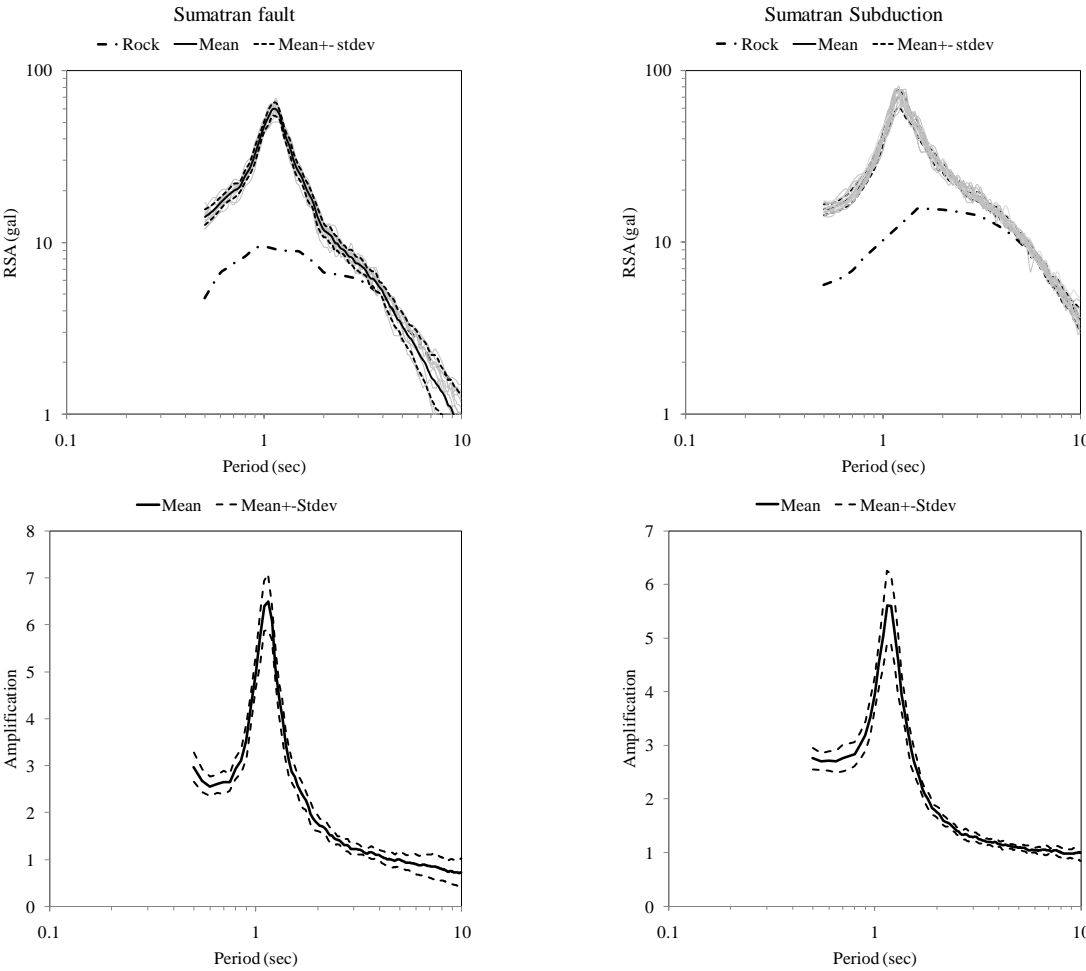 Sumatran fault
Rock Mean Mean+- stdev
100
10
1
0.1 1 10
RSA (gal)
Period (sec)
Sumatran Subduction
Rock Mean Mean+- stdev
100
10
1
0.1 1 10
RSA (gal)
Period (sec)
Mean Mean+-Stdev
8
7
6
5
4
3
2
1
0
0.1 1 10
Amplification
Period (sec)
Mean Mean+-Stdev
7
6
5
4
3
2
1
0
0.1 1 10
Amplification
Period (sec)